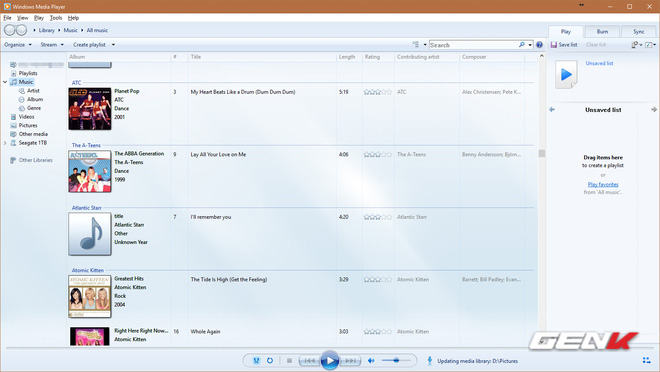 Windows Media Player
File View Play Tools Help
Library Music All music
Play Burn Sync
Organize Stream Create playlist
Search
Save list Clear list
Album # Title Length Rating Contributing artist Composer
Unsaved list
Playlists
Music
Artist
Album
Genre
Videos
Pictures
Other media
Seagate 1TB
Other Libraries
ATC
Planet Pop 3 My Heart Beats Like a Drum (Dum Dum Dum) 5:19 ATC Alex Christensen; Pete K...
ATC
Dance
2001
The A-Teens
The ABBA Generation 9 Lay All Your Love on Me 4:06 The A-Teens Benny Andersson; Björn...
The A-Teens
Dance
1999
Atlantic Starr
title 7 I'll remember you 4:20 Atlantic Starr
Atlantic Starr
Other
Unknown Year
Atomic Kitten
Greatest Hits 3 The Tide Is High (Get the Feeling) 3:29 Atomic Kitten Barrett; Bill Padley; Evan...
Atomic Kitten
Rock
2004
Right Here Right Now... 16 Whole Again 3:03 Atomic Kitten
Atomic Kitten
Unsaved list
Drag items here
to create a playlist
or
Play favorites
from 'All music'.
Updating media library: D:\Pictures
GENK